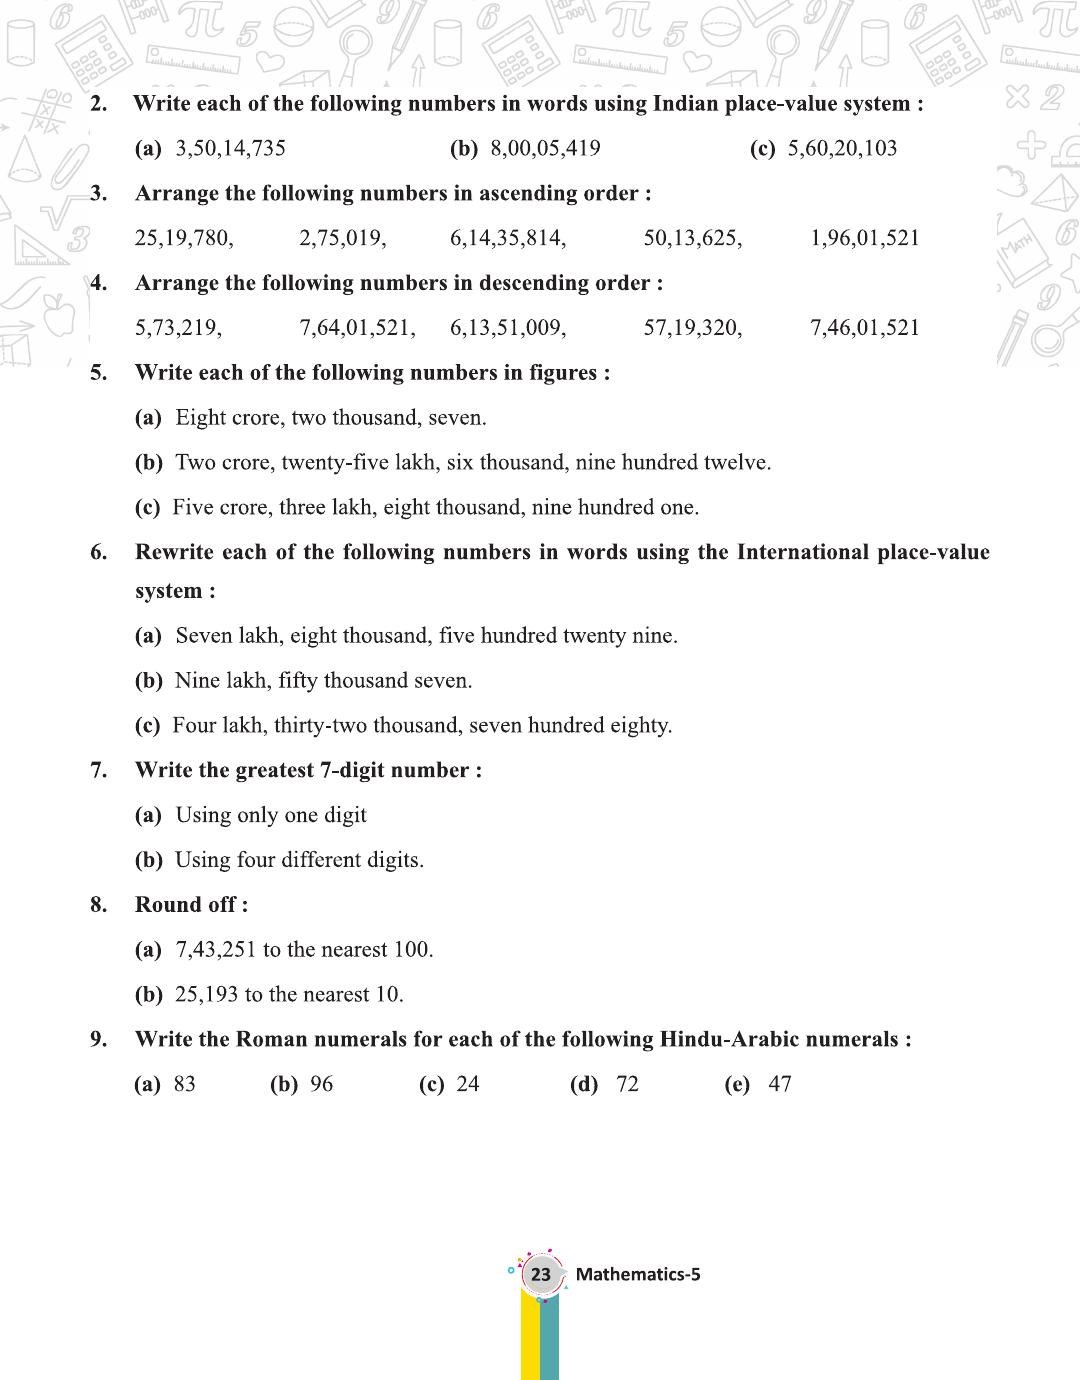 2. Write each of the following numbers in words using Indian place-value system :
(a) 3,50,14,735 (b) 8,00,05,419 (c) 5,60,20,103
3. Arrange the following numbers in ascending order :
25,19,780, 2,75,019, 6,14,35,814, 50,13,625, 1,96,01,521
4. Arrange the following numbers in descending order :
5,73,219, 7,64,01,521, 6,13,51,009, 57,19,320, 7,46,01,521
5. Write each of the following numbers in figures :
(a) Eight crore, two thousand, seven.
(b) Two crore, twenty-five lakh, six thousand, nine hundred twelve.
(c) Five crore, three lakh, eight thousand, nine hundred one.
6. Rewrite each of the following numbers in words using the International place-value
system :
(a) Seven lakh, eight thousand, five hundred twenty nine.
(b) Nine lakh, fifty thousand seven.
(c) Four lakh, thirty-two thousand, seven hundred eighty.
7. Write the greatest 7-digit number :
(a) Using only one digit
(b) Using four different digits.
8. Round off :
(a) 7,43,251 to the nearest 100.
(b) 25,193 to the nearest 10.
9. Write the Roman numerals for each of the following Hindu-Arabic numerals :
(a) 83 (b) 96 (c) 24 (d) 72 (e) 47
23 Mathematics-5